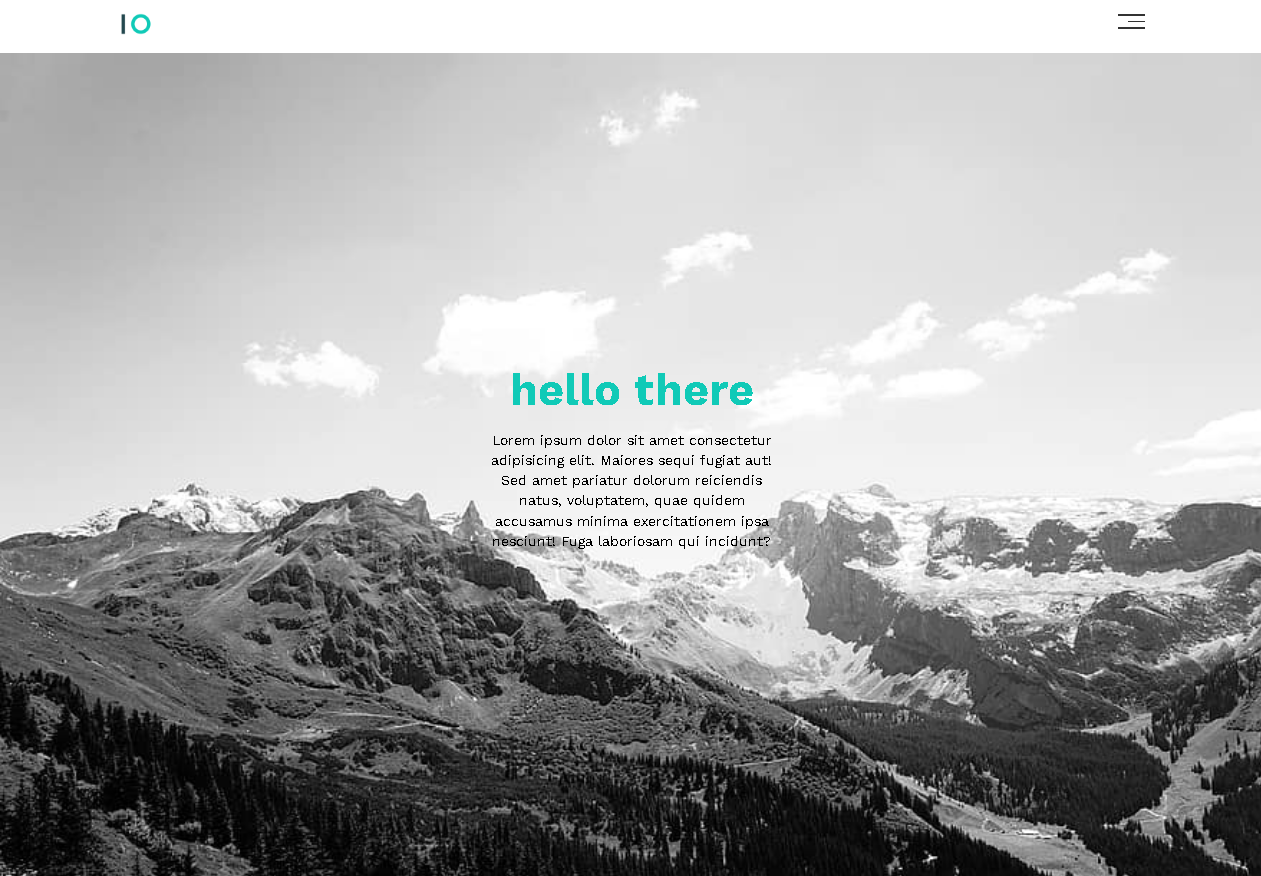 IO
hello there
Lorem ipsum dolor sit amet consectetur
adipisicing elit. Maiores sequi fugiat aut!
Sed amet pariatur dolorum reiciendis
natus, voluptatem, quae quidem
accusamus minima exercitationem ipsa
nesciunt! Fuga laboriosam qui incidunt?